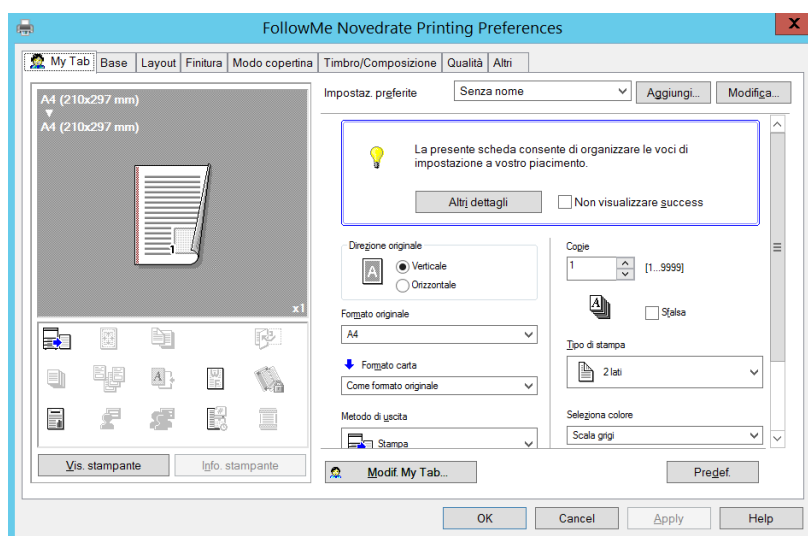 FollowMe Novedrate Printing Preferences
X
My Tab Base Layout Finitura Modo copertina Timbro/Composizione Qualità Altri
A4 (210x297 mm)
A4 (210x297 mm)
1
x1
Vis. stampante Info. stampante
Impostaz. preferite Senza nome Aggiungi... Modifica...
La presente scheda consente di organizzare le voci di
impostazione a vostro piacimento.
Altri dettagli Non visualizzare success
Direzione originale
A Verticale
Orizzontale
Formato originale
A4
Formato carta
Come formato originale
Metodo di uscita
Stampa
Copie
1 [1...9999]
A Sfalsa
Tipo di stampa
2 lati
Seleziona colore
Scala grigi
Modif. My Tab... Predef.
OK Cancel Apply Help